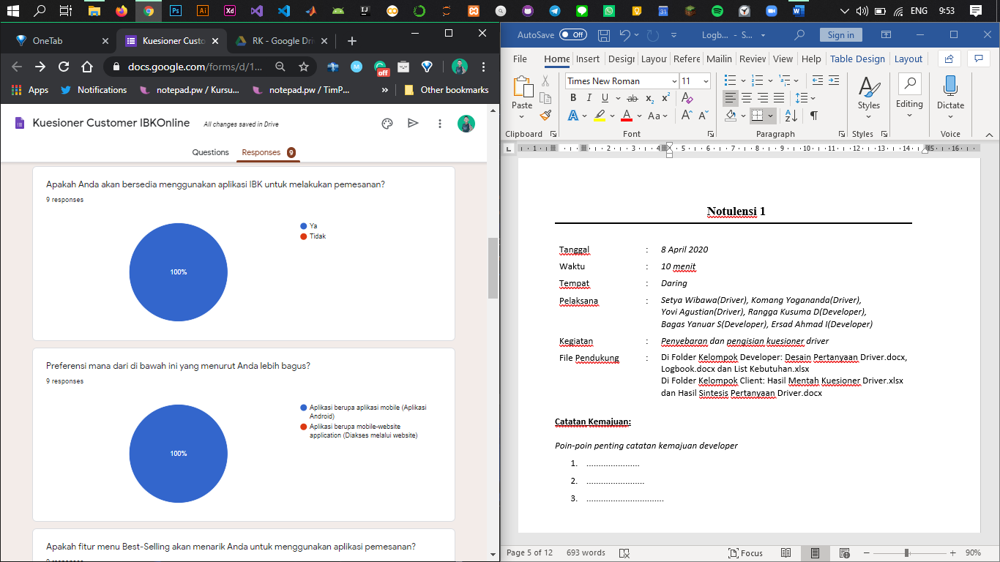 ENG
9:53
OneTab
Kuesioner Custo
RK - Google Dri
docs.google.com/forms/d/1...
off
Apps
Notifications
notepad.pw / Kursu...
notepad.pw / TimP...
»
Other bookmarks
Kuesioner Customer IBKOnline
All changes saved in Drive
Questions
Responses
9
Apakah Anda akan bersedia menggunakan aplikasi IBK untuk melakukan pemesanan?
9 responses
Ya
Tidak
100%
Preferensi mana dari di bawah ini yang menurut Anda lebih bagus?
9 responses
Aplikasi berupa aplikasi mobile (Aplikasi
Android)
Aplikasi berupa mobile-website
application (Diakses melalui website)
100%
Apakah fitur menu Best-Selling akan menarik Anda untuk menggunakan aplikasi pemesanan?
AutoSave
Off
Logb... - S...
Sign in
File
Home
Insert
Design
Layout
Refere
Mailin
Review
View
Help
Table Design
Layout
Times New Roman
11
Paste
Styles
Editing
Dictate
Clipboard
Font
Paragraph
Styles
Voice
Notulensi 1
Tanggal : 8 April 2020
Waktu : 10 menit
Tempat : Daring
Pelaksana : Setya Wibawa(Driver), Komang Yogananda(Driver),
Yovi Agustian(Driver), Rangga Kusuma D(Developer),
Bagas Yanuar S(Developer), Ersad Ahmad I(Developer)
Kegiatan : Penyebaran dan pengisian kuesioner driver
File Pendukung : Di Folder Kelompok Developer: Desain Pertanyaan Driver.docx,
Logbook.docx dan List Kebutuhan.xlsx
Di Folder Kelompok Client: Hasil Mentah Kuesioner Driver.xlsx
dan Hasil Sintesis Pertanyaan Driver.docx
Catatan Kemajuan:
Poin-poin penting catatan kemajuan developer
1. ......................
2. ........................
3. ................................
Page 5 of 12
693 words
Focus
90%